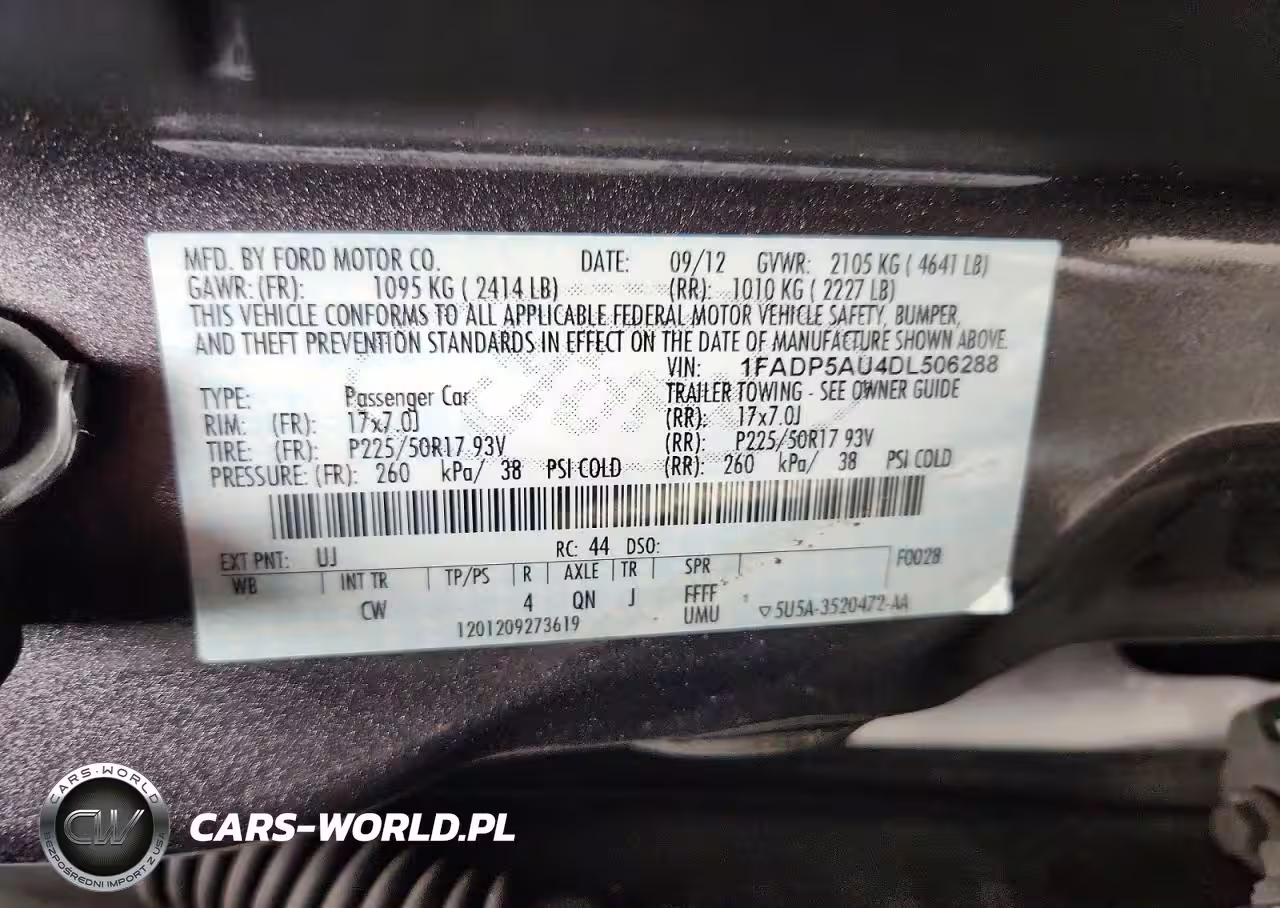 MFD. BY FORD MOTOR CO. DATE: 09/12 GVWR: 2105 KG ( 4641 LB)
GAWR: (FR): 1095 KG ( 2414 LB) (RR): 1010 KG ( 2227 LB)
THIS VEHICLE CONFORMS TO ALL APPLICABLE FEDERAL MOTOR VEHICLE SAFETY, BUMPER,
AND THEFT PREVENTION STANDARDS IN EFFECT ON THE DATE OF MANUFACTURE SHOWN ABOVE.
VIN: 1FADP5AU4DL506288
TYPE: Passenger Car TRAILER TOWING - SEE OWNER GUIDE
RIM: (FR): 17x7.0J (RR): 17x7.0J
TIRE: (FR): P225/50R17 93V (RR): P225/50R17 93V
PRESSURE: (FR): 260 kPa/ 38 PSI COLD (RR): 260 kPa/ 38 PSI COLD
EXT PNT: UJ RC: 44 DSO: F0028
WB INT TR TP/PS R AXLE TR SPR
CW 4 QN J FFFF
1201209273619 UMU 5U5A-3520472-AA
CARS-WORLD
CW
BEZPOŚREDNI IMPORT Z USA
CARS-WORLD.PL